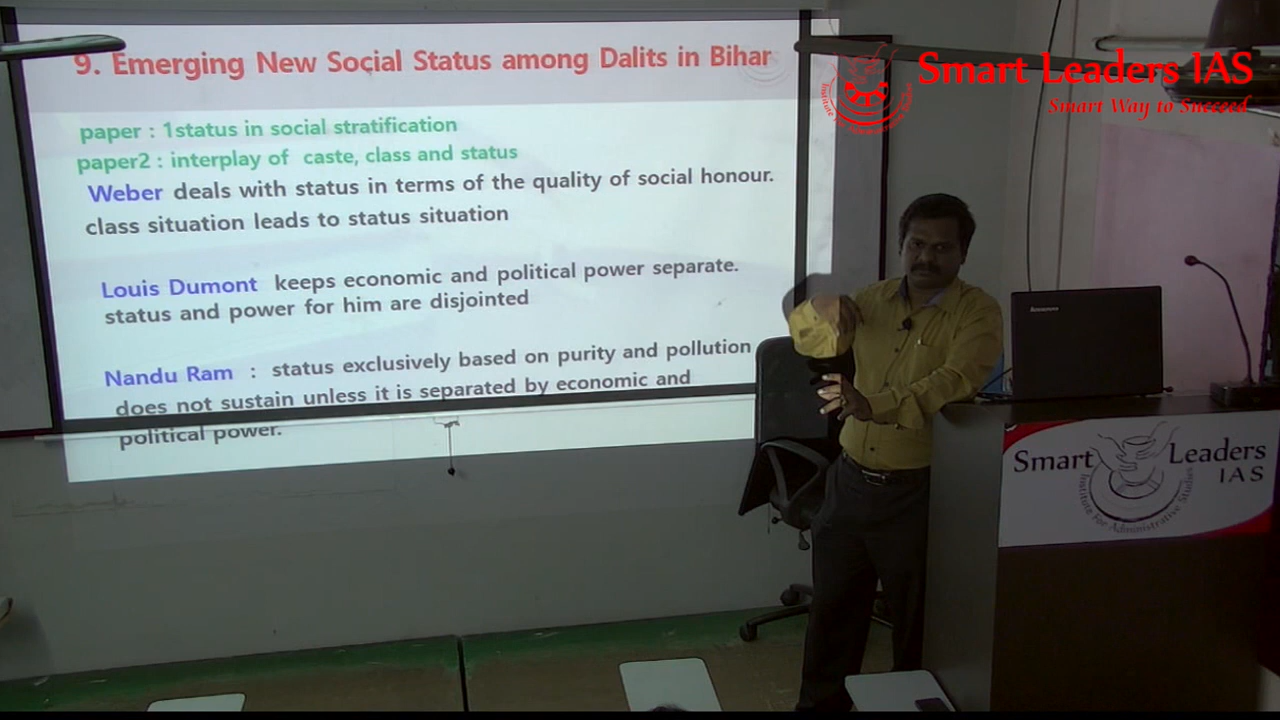 9. Emerging New Social Status among Dalits in Bihar
paper : 1status in social stratification
paper2 : interplay of caste, class and status
Weber deals with status in terms of the quality of social honour.
class situation leads to status situation
Louis Dumont keeps economic and political power separate.
status and power for him are disjointed
Nandu Ram : status exclusively based on purity and pollution
does not sustain unless it is separated by economic and
political power.
Smart Leaders IAS
Smart Way to Succeed
lenovo
Smart Leaders
IAS
Institute For Administrative Studies